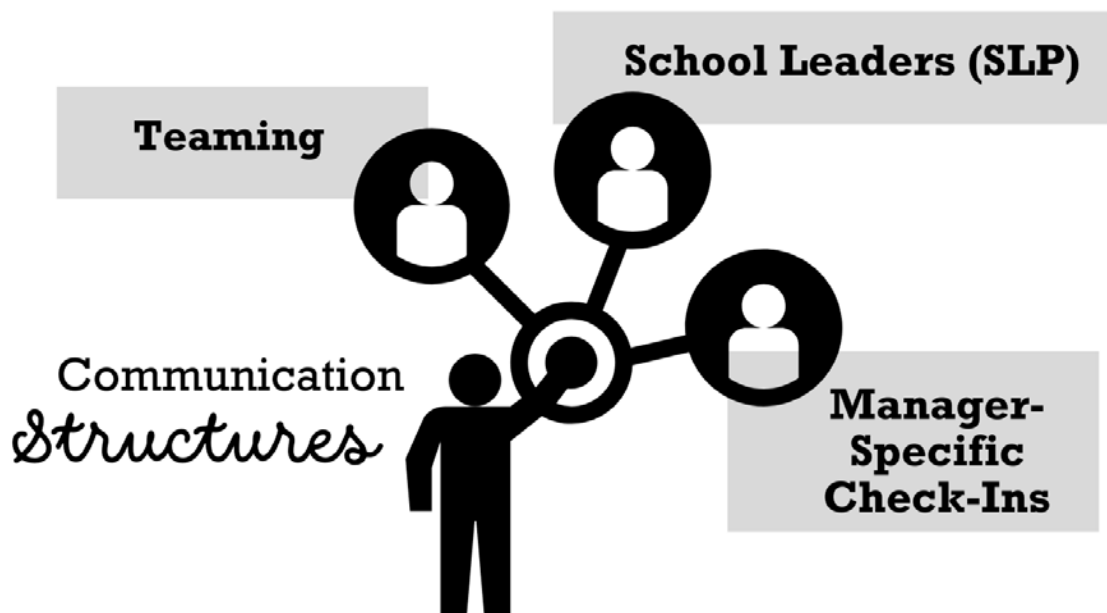 School Leaders (SLP)
Teaming
Communication
Structures
Manager-
Specific
Check-Ins